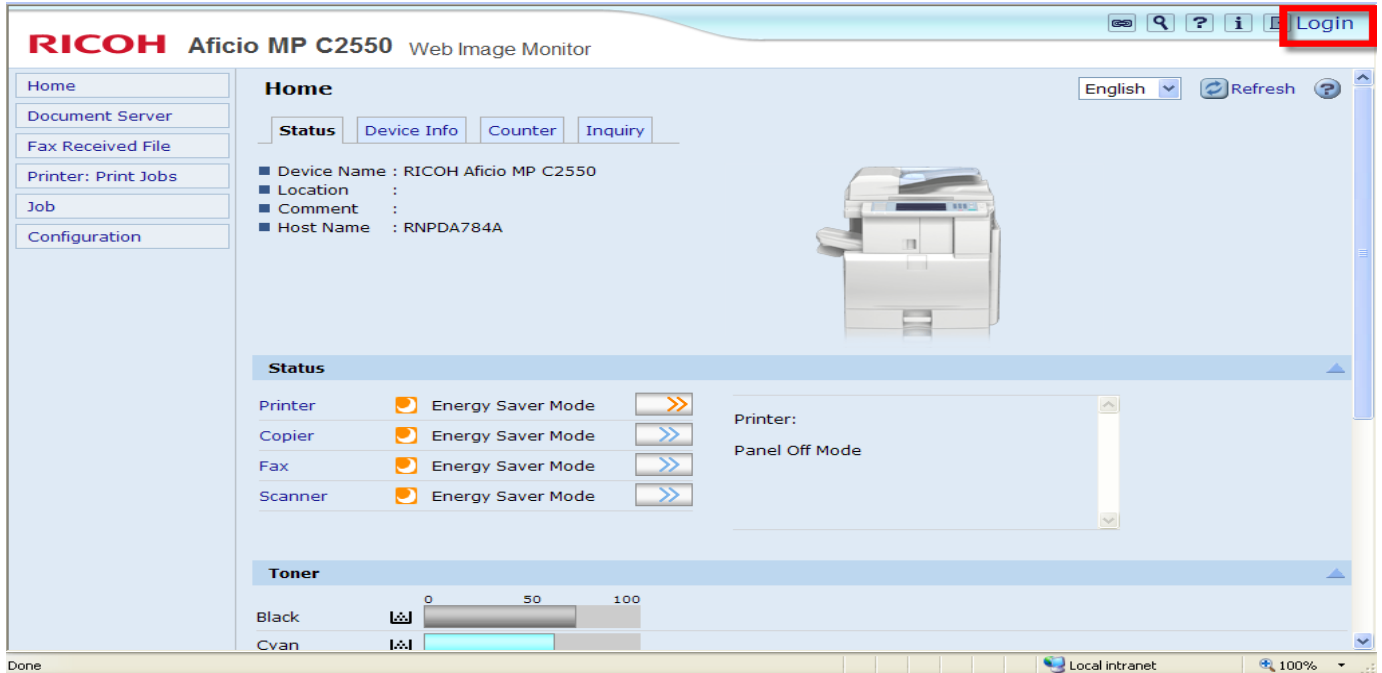 Login
RICOH Aficio MP C2550 Web Image Monitor
Home
Document Server
Fax Received File
Printer: Print Jobs
Job
Configuration
Home
English
Refresh
Status Device Info Counter Inquiry
Device Name : RICOH Aficio MP C2550
Location :
Comment :
Host Name : RNPDA784A
Status
Printer Energy Saver Mode
Copier Energy Saver Mode
Fax Energy Saver Mode
Scanner Energy Saver Mode
Printer:
Panel Off Mode
Toner
0 50 100
Black
Cyan
Done Local intranet 100%